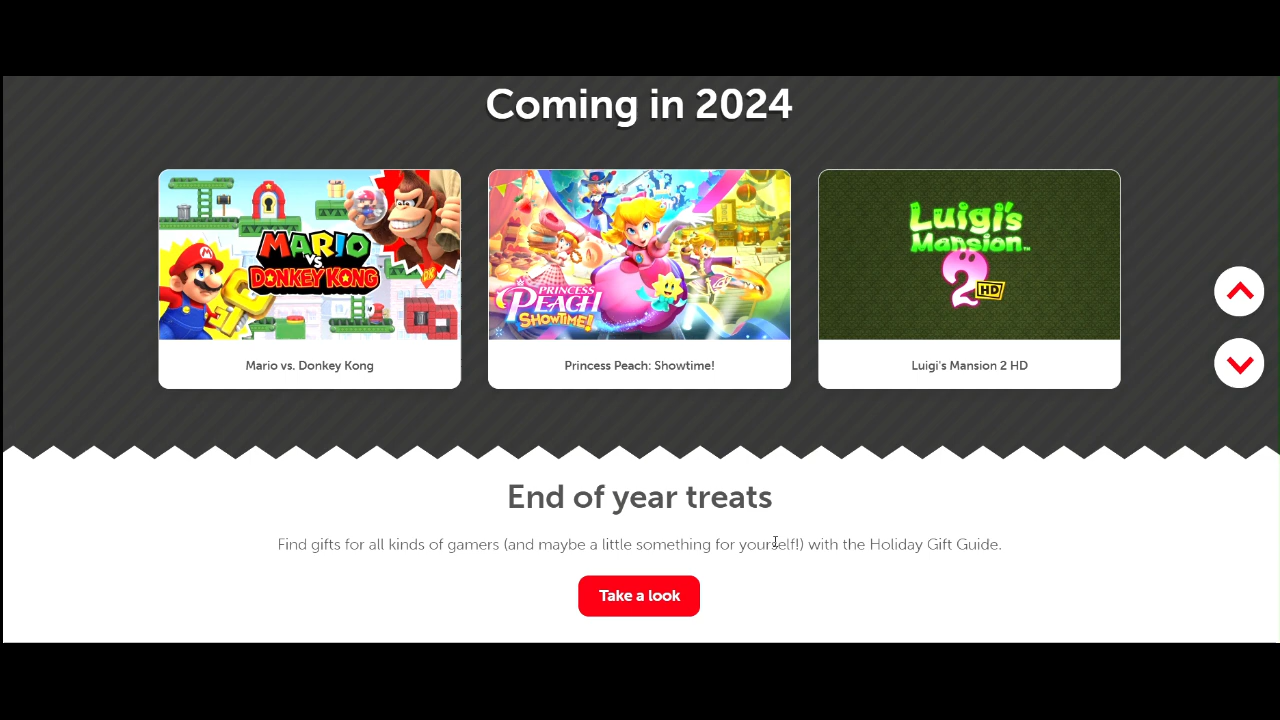 Coming in 2024
MARIO
VS
DONKEY KONG
DK
PRINCESS
PEACH
SHOWTIME!
Luigi's
Mansion™
2 HD
Mario vs. Donkey Kong
Princess Peach: Showtime!
Luigi's Mansion 2 HD
End of year treats
Find gifts for all kinds of gamers (and maybe a little something for yourself!) with the Holiday Gift Guide.
Take a look